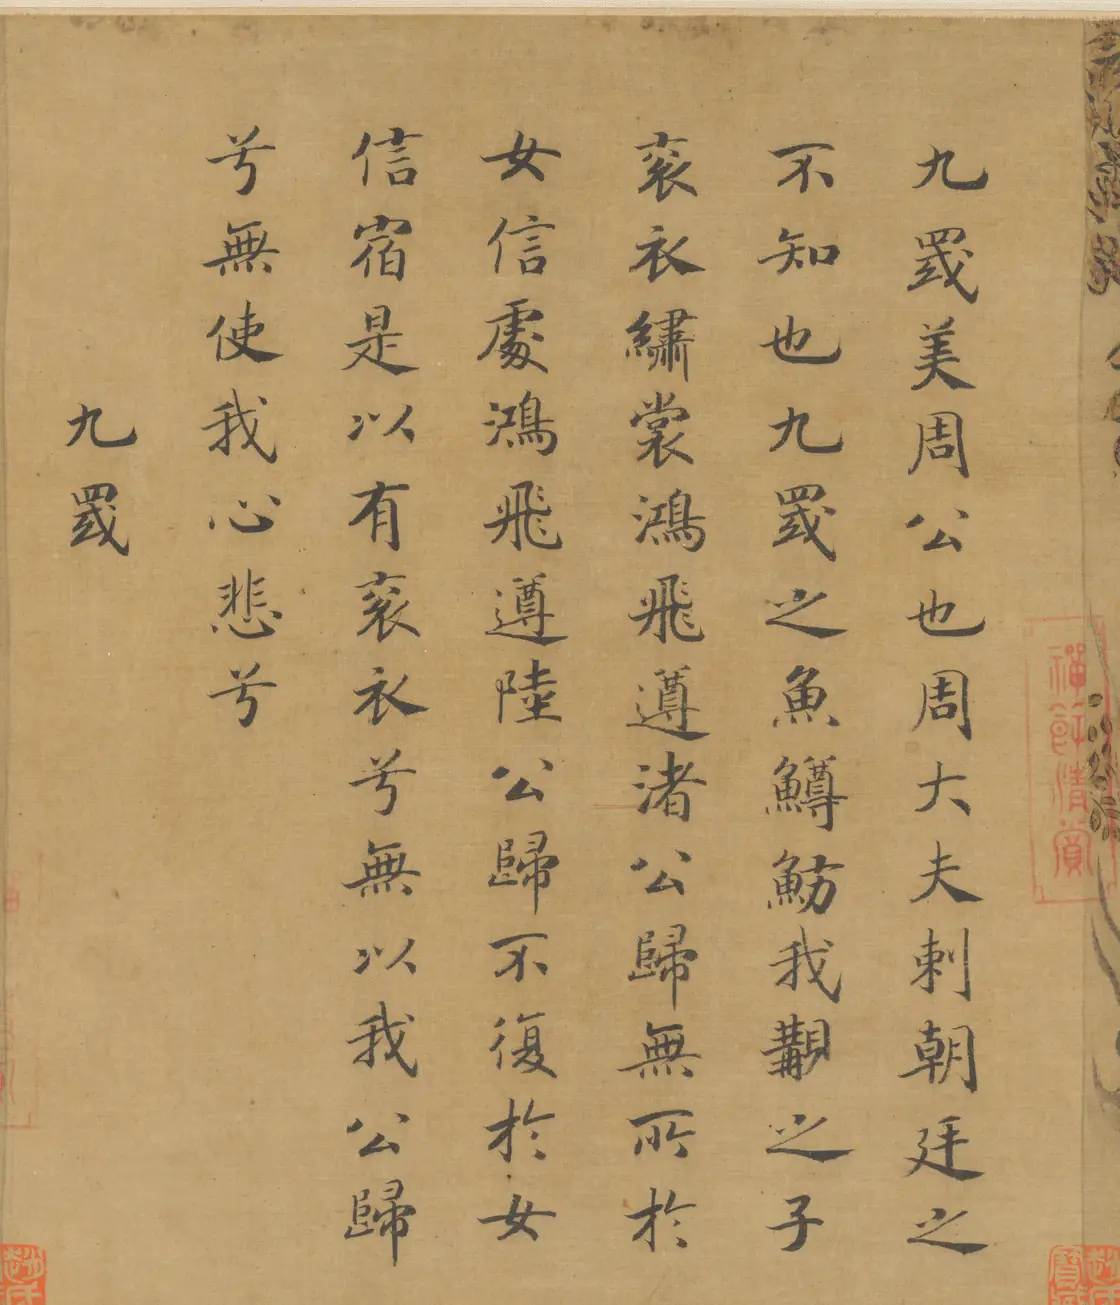 九罭美周公也周大夫刺朝廷之
不知也九罭之魚鱒魴我覯之子
衮衣繡裳鴻飛遵渚公歸無所於
女信處鴻飛遵陸公歸不復於女
信宿是以有衮衣兮無以我公歸
兮無使我心悲兮
九罭